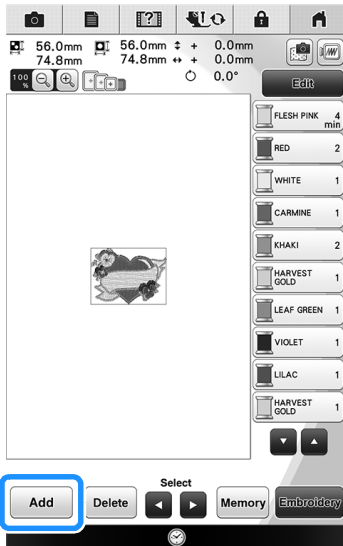 [?]
56.0mm 56.0mm + 0.0mm
74.8mm 74.8mm + 0.0mm
100 % 0.0°
Edit
FLESH PINK 4 min
RED 2
WHITE 1
CARMINE 1
KHAKI 2
HARVEST GOLD 1
LEAF GREEN 1
VIOLET 1
LILAC 1
HARVEST GOLD 1
Select
Add Delete Memory Embroidery